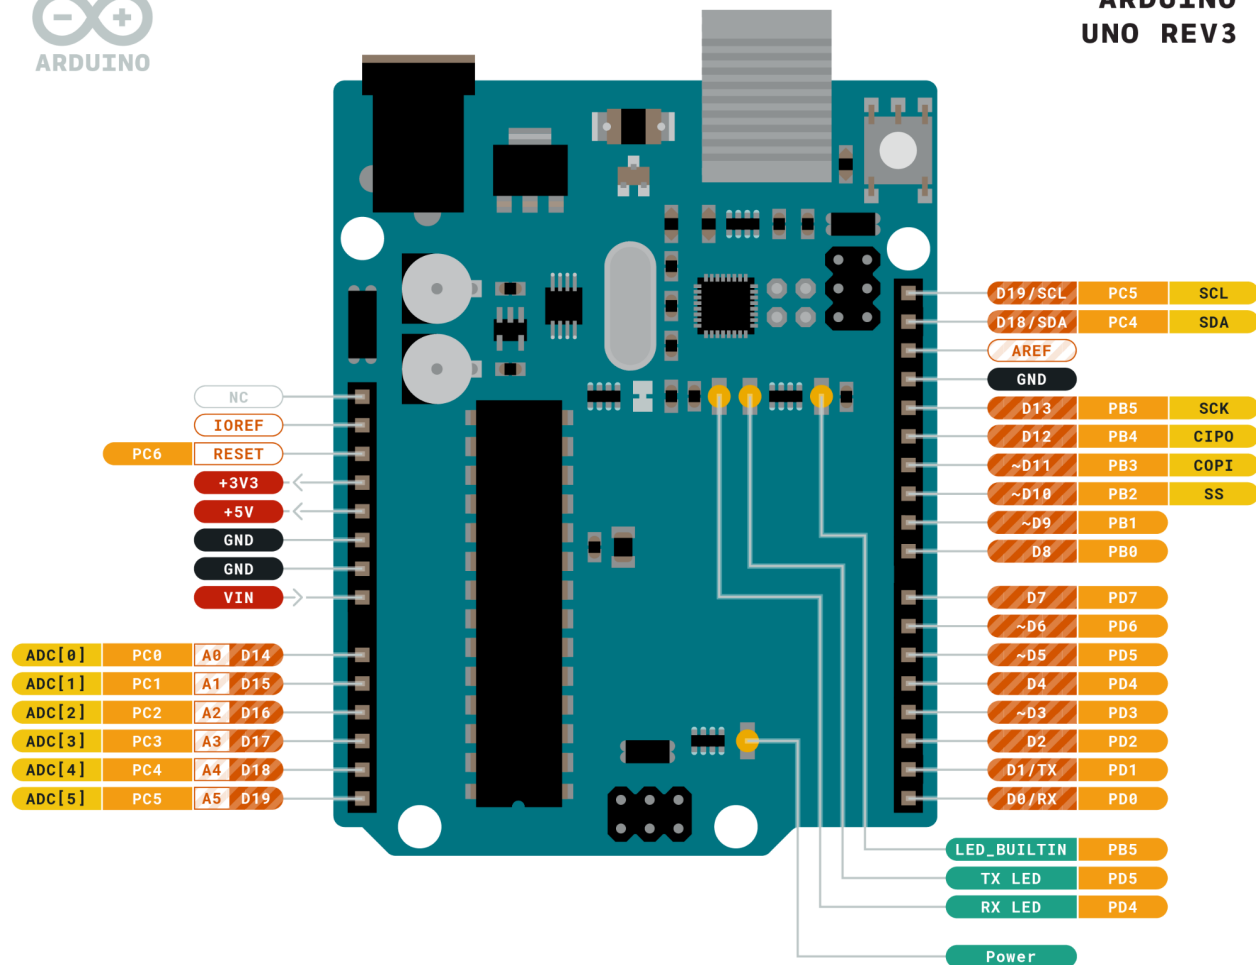 ARDUINO
ARDUINO
UNO REV3
NC
IOREF
PC6 RESET
+3V3
+5V
GND
GND
VIN
ADC[0] PC0 A0 D14
ADC[1] PC1 A1 D15
ADC[2] PC2 A2 D16
ADC[3] PC3 A3 D17
ADC[4] PC4 A4 D18
ADC[5] PC5 A5 D19
D19/SCL PC5 SCL
D18/SDA PC4 SDA
AREF
GND
D13 PB5 SCK
D12 PB4 CIPO
~D11 PB3 COPI
~D10 PB2 SS
~D9 PB1
D8 PB0
D7 PD7
~D6 PD6
~D5 PD5
D4 PD4
~D3 PD3
D2 PD2
D1/TX PD1
D0/RX PD0
LED_BUILTIN PB5
TX LED PD5
RX LED PD4
Power